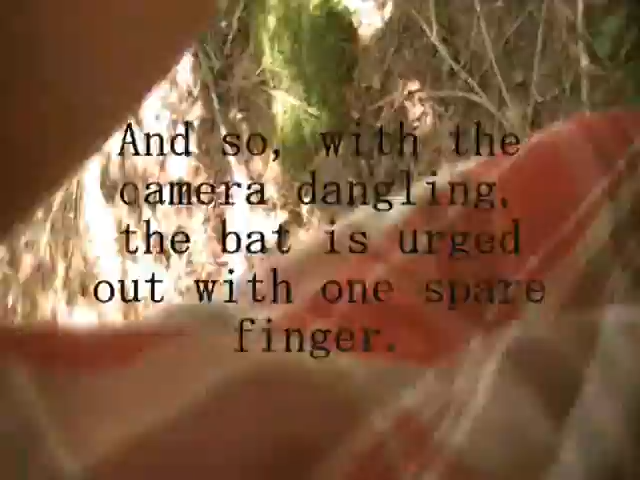 And so, with the
camera dangling,
the bat is urged
out with one spare
finger.